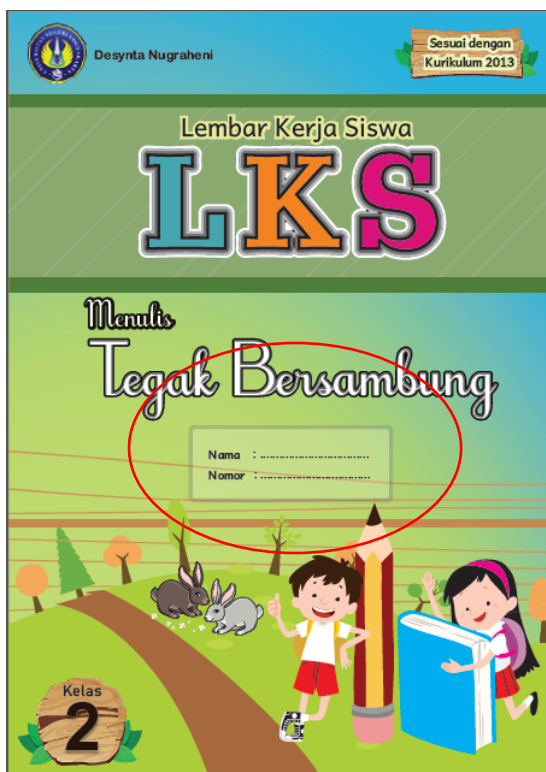 Desynta Nugraheni
Sesuai dengan
Kurikulum 2013
Lembar Kerja Siswa
LKS
Menulis
Tegak Bersambung
Nama : ..................................
Nomor : ..................................
Kelas
2